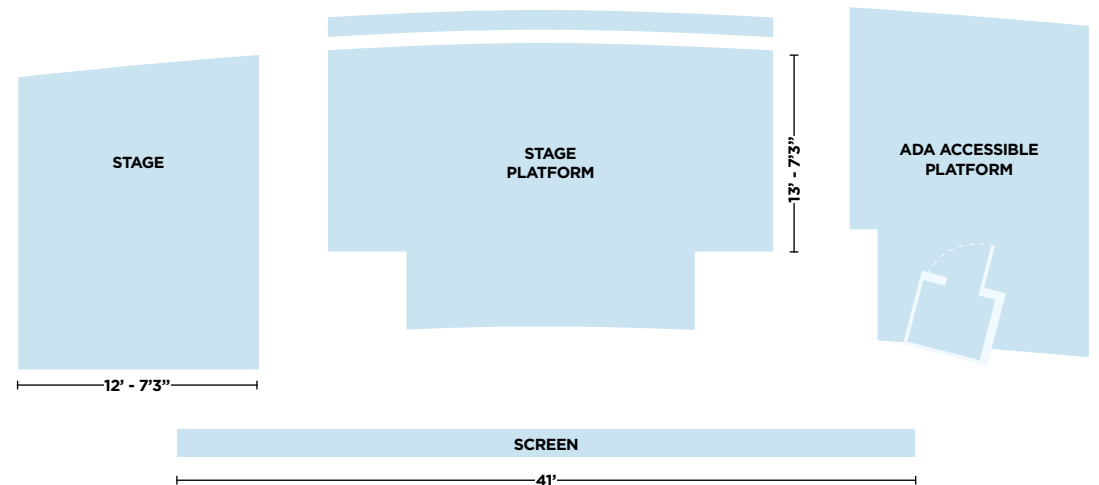 STAGE
STAGE
PLATFORM
ADA ACCESSIBLE
PLATFORM
13’ - 7’3”
12’ - 7’3”
SCREEN
41’